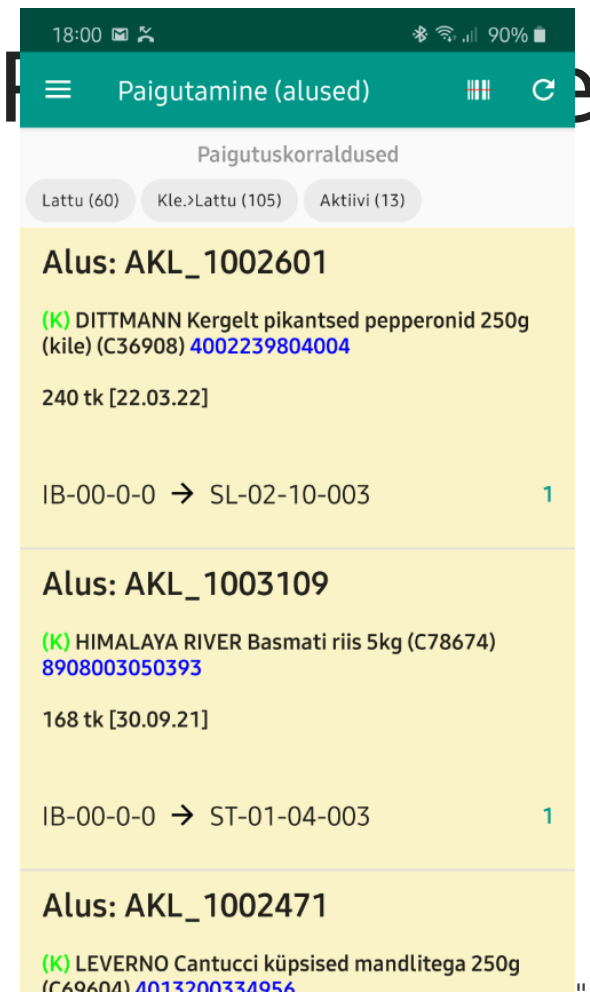 18:00 90%
Paigutamine (alused)
Paigutuskorraldused
Lattu (60) Kle.>Lattu (105) Aktiivi (13)
Alus: AKL_1002601
(K) DITTMANN Kergelt pikantsed pepperonid 250g
(kile) (C36908) 4002239804004
240 tk [22.03.22]
IB-00-0-0 → SL-02-10-003 1
Alus: AKL_1003109
(K) HIMALAYA RIVER Basmati riis 5kg (C78674)
8908003050393
168 tk [30.09.21]
IB-00-0-0 → ST-01-04-003 1
Alus: AKL_1002471
(K) LEVERNO Cantucci küpsised mandlitega 250g
(C69604) 4013200334956